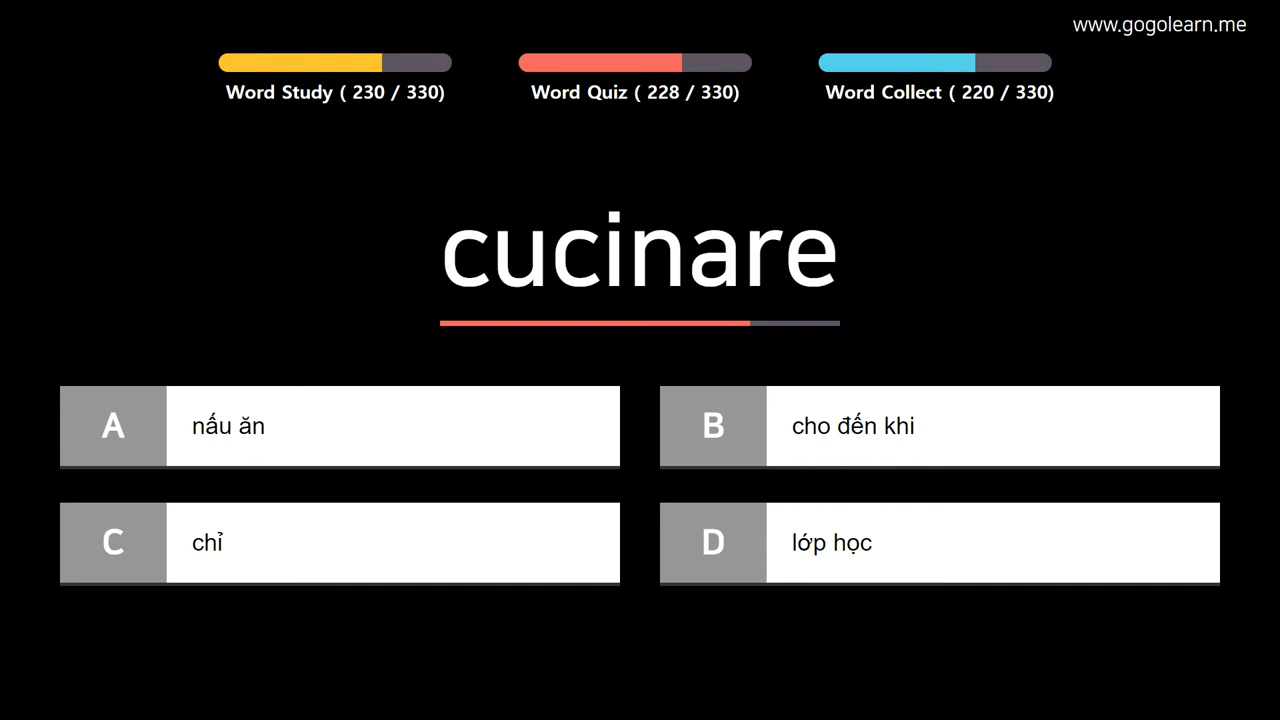 www.gogolearn.me
Word Study ( 230 / 330)
Word Quiz ( 228 / 330)
Word Collect ( 220 / 330)
cucinare
A
nấu ăn
B
cho đến khi
C
chỉ
D
lớp học